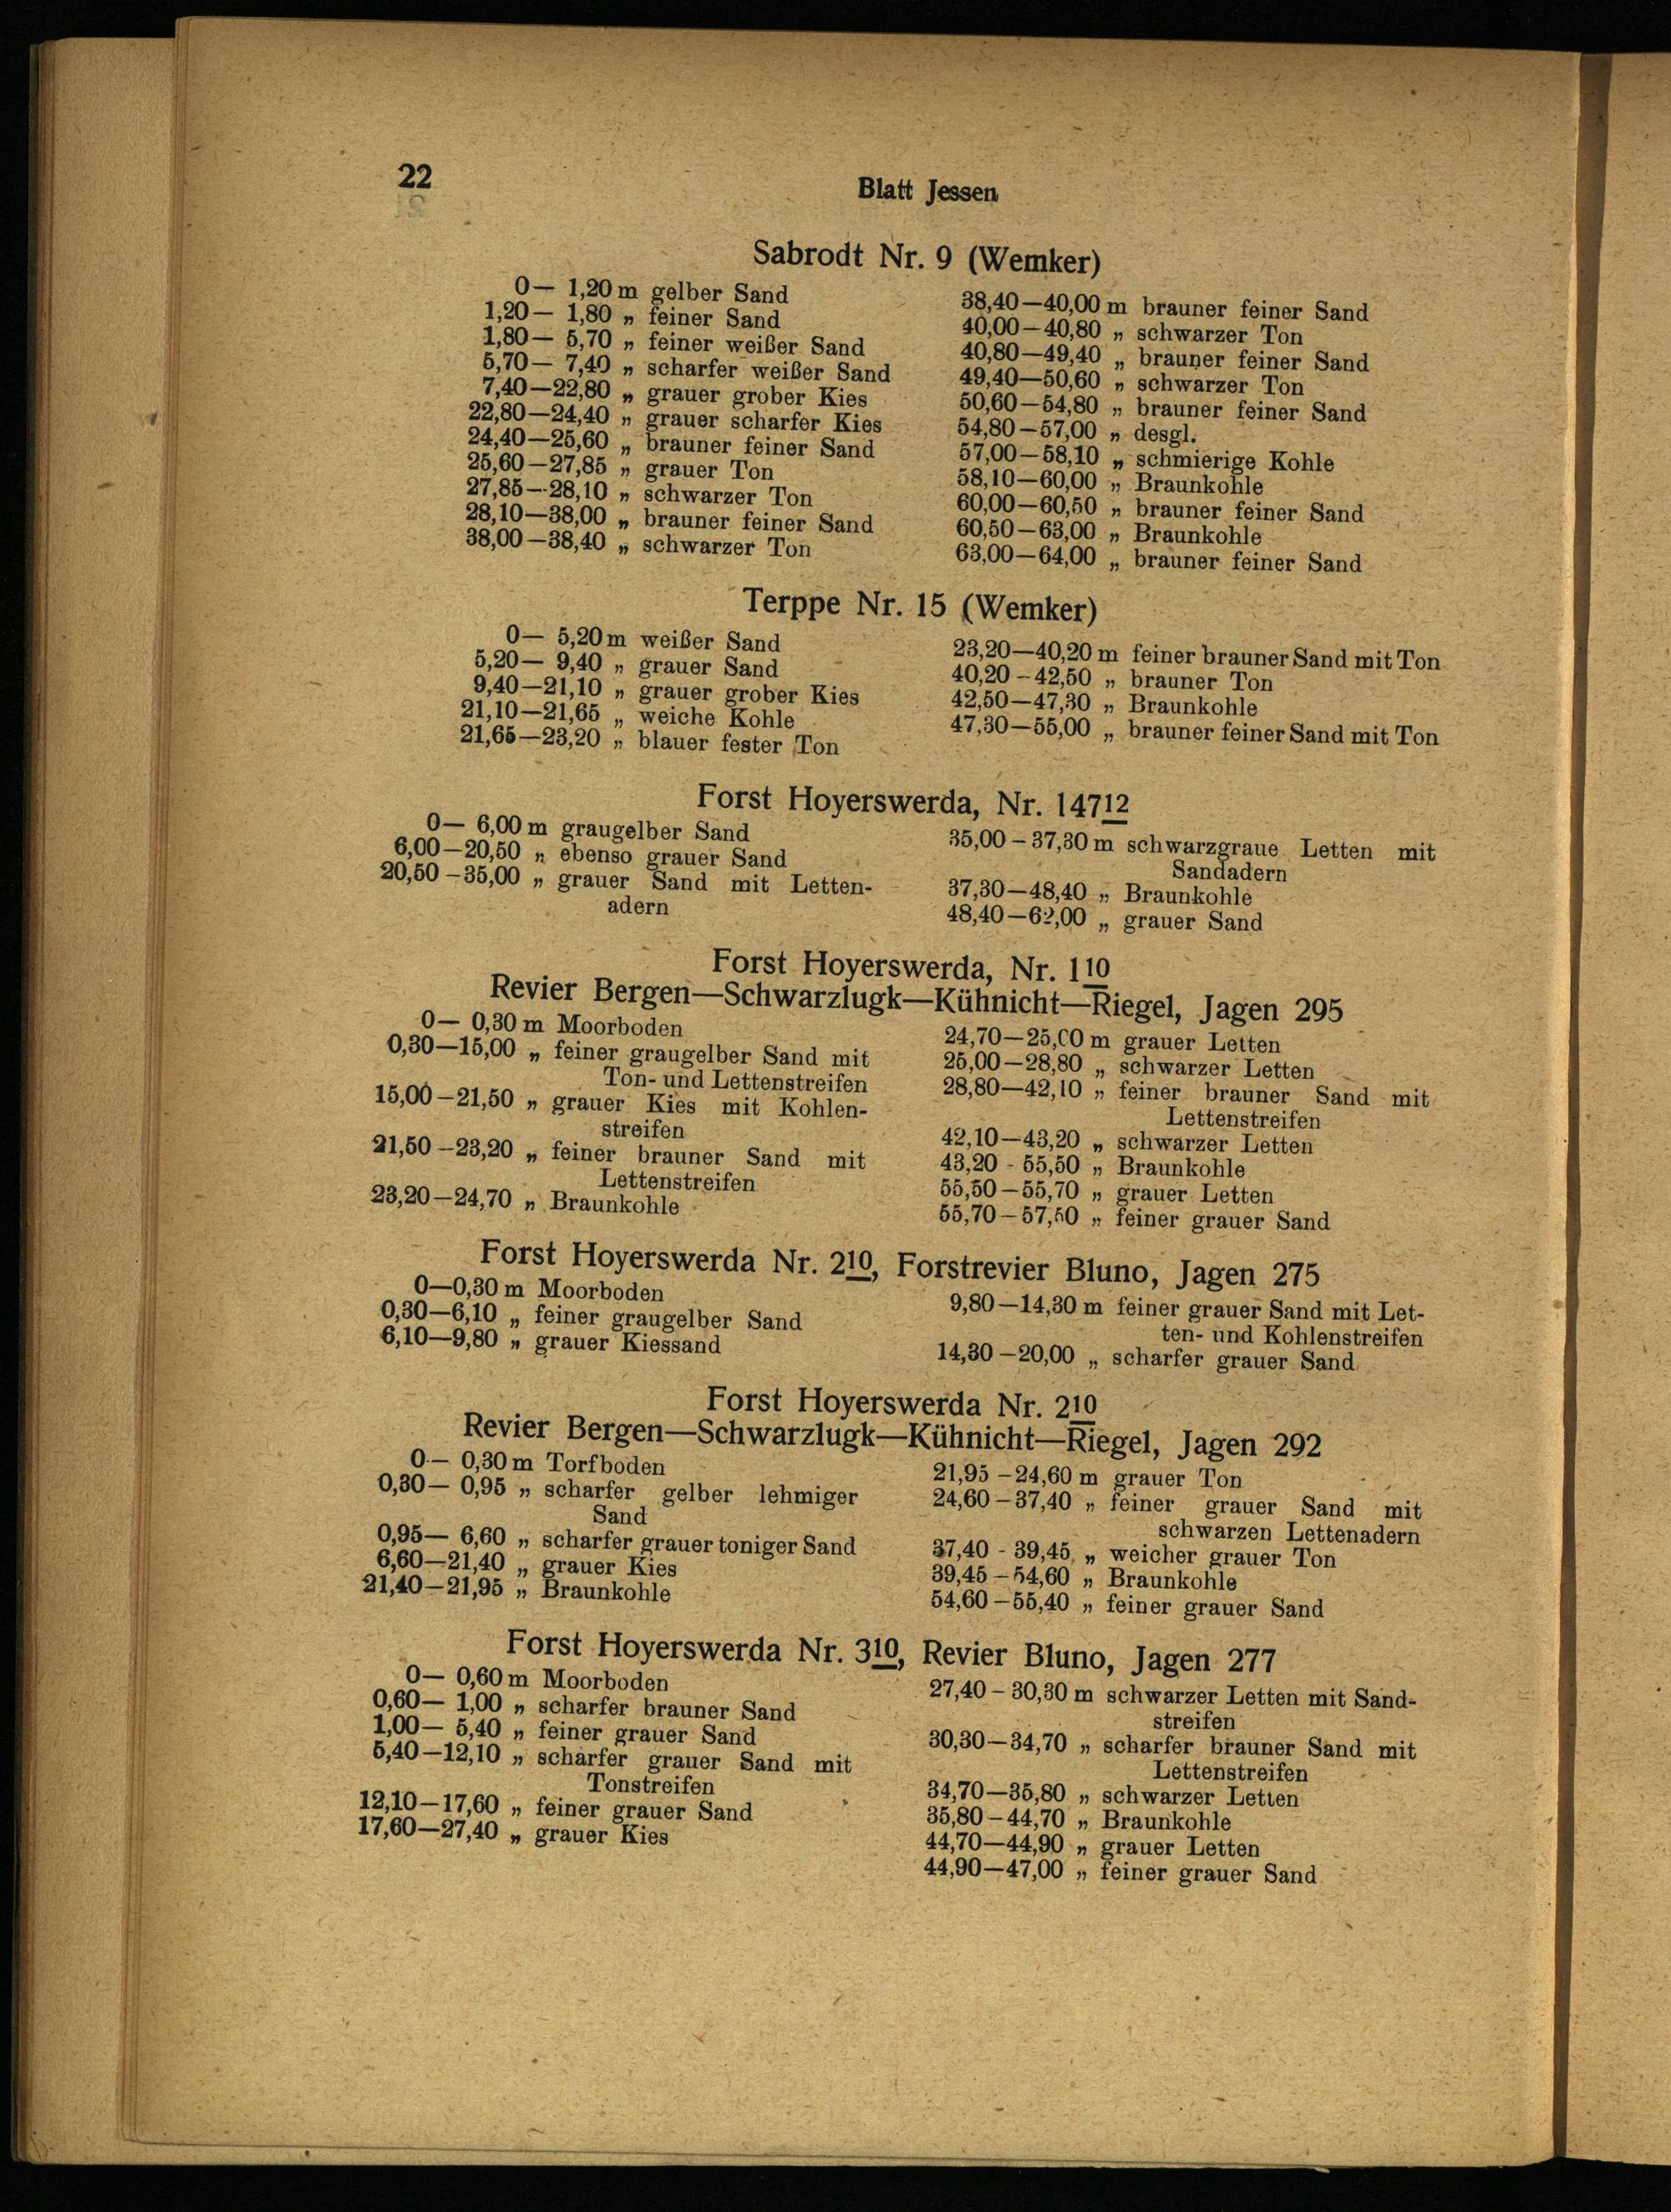 22
Blatt Jessen
Sabrodt Nr. 9 (Wemker)
0— 1,20 m gelber Sand
1,20— 1,80 „ feiner Sand
1,80— 5,70 „ feiner weißer Sand
5,70— 7,40 „ scharfer weißer Sand
7,40—22,80 „ grauer grober Kies
22,80—24,40 „ grauer scharfer Kies
24,40—25,60 „ brauner feiner Sand
25,60—27,85 „ grauer Ton
27,85—28,10 „ schwarzer Ton
28,10—38,00 „ brauner feiner Sand
38,00—38,40 „ schwarzer Ton
38,40—40,00 m brauner feiner Sand
40,00—40,80 „ schwarzer Ton
40,80—49,40 „ brauner feiner Sand
49,40—50,60 „ schwarzer Ton
50,60—54,80 „ brauner feiner Sand
54,80—57,00 „ desgl.
57,00—58,10 „ schmierige Kohle
58,10—60,00 „ Braunkohle
60,00—60,50 „ brauner feiner Sand
60,50—63,00 „ Braunkohle
63,00—64,00 „ brauner feiner Sand
Terppe Nr. 15 (Wemker)
0— 5,20 m weißer Sand
5,20— 9,40 „ grauer Sand
9,40—21,10 „ grauer grober Kies
21,10—21,65 „ weiche Kohle
21,65—23,20 „ blauer fester Ton
23,20—40,20 m feiner brauner Sand mit Ton
40,20—42,50 „ brauner Ton
42,50—47,30 „ Braunkohle
47,30—55,00 „ brauner feiner Sand mit Ton
Forst Hoyerswerda, Nr. 14712
0— 6,00 m graugelber Sand
6,00—20,50 „ ebenso grauer Sand
20,50—35,00 „ grauer Sand mit Letten-
adern
35,00—37,30 m schwarzgraue Letten mit
Sandadern
37,30—48,40 „ Braunkohle
48,40—62,00 „ grauer Sand
Forst Hoyerswerda, Nr. 110
Revier Bergen—Schwarzlugk—Kühnicht—Riegel, Jagen 295
0— 0,30 m Moorboden
0,30—15,00 „ feiner graugelber Sand mit
Ton- und Lettenstreifen
15,00—21,50 „ grauer Kies mit Kohlen-
streifen
21,50—23,20 „ feiner brauner Sand mit
Lettenstreifen
23,20—24,70 „ Braunkohle
24,70—25,00 m grauer Letten
25,00—28,80 „ schwarzer Letten
28,80—42,10 „ feiner brauner Sand mit
Lettenstreifen
42,10—43,20 „ schwarzer Letten
43,20 - 55,50 „ Braunkohle
55,50—55,70 „ grauer Letten
55,70—57,50 „ feiner grauer Sand
Forst Hoyerswerda Nr. 210, Forstrevier Bluno, Jagen 275
0—0,30 m Moorboden
0,30—6,10 „ feiner graugelber Sand
6,10—9,80 „ grauer Kiessand
9,80—14,30 m feiner grauer Sand mit Let-
ten- und Kohlenstreifen
14,30—20,00 „ scharfer grauer Sand
Forst Hoyerswerda Nr. 210
Revier Bergen—Schwarzlugk—Kühnicht—Riegel, Jagen 292
0— 0,30 m Torfboden
0,30— 0,95 „ scharfer gelber lehmiger
Sand
0,95— 6,60 „ scharfer grauer toniger Sand
6,60—21,40 „ grauer Kies
21,40—21,95 „ Braunkohle
21,95—24,60 m grauer Ton
24,60—37,40 „ feiner grauer Sand mit
schwarzen Lettenadern
37,40 - 39,45 „ weicher grauer Ton
39,45—54,60 „ Braunkohle
54,60—55,40 „ feiner grauer Sand
Forst Hoyerswerda Nr. 310, Revier Bluno, Jagen 277
0— 0,60 m Moorboden
0,60— 1,00 „ scharfer brauner Sand
1,00— 5,40 „ feiner grauer Sand
5,40—12,10 „ scharfer grauer Sand mit
Tonstreifen
12,10—17,60 „ feiner grauer Sand
17,60—27,40 „ grauer Kies
27,40—30,30 m schwarzer Letten mit Sand-
streifen
30,30—34,70 „ scharfer brauner Sand mit
Lettenstreifen
34,70—35,80 „ schwarzer Letten
35,80—44,70 „ Braunkohle
44,70—44,90 „ grauer Letten
44,90—47,00 „ feiner grauer Sand